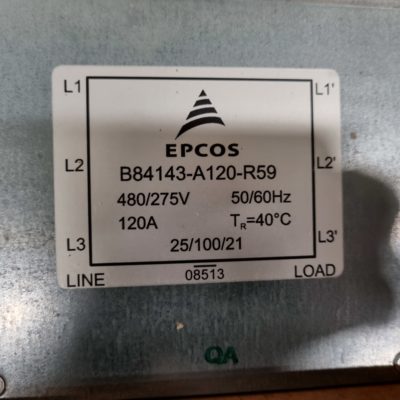 L1 L1'
EPCOS
B84143-A120-R59
L2 L2'
480/275V 50/60Hz
120A TR=40°C
L3 L3'
25/100/21
LINE 08513 LOAD
QA